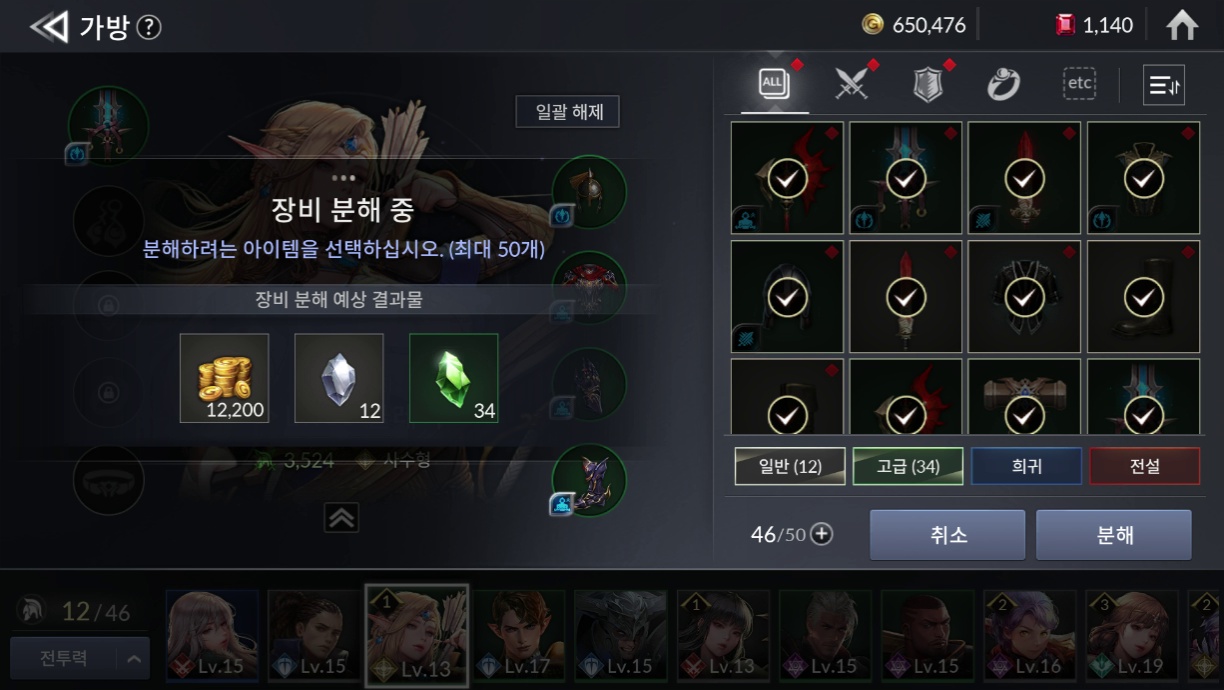 가방 ?
650,476
1,140
일괄 해제
ALL
etc
장비 분해 중
분해하려는 아이템을 선택하십시오. (최대 50개)
장비 분해 예상 결과물
12,200
12
34
3,524
사수형
일반 (12)
고급 (34)
희귀
전설
46/50
취소
분해
12/46
전투력
Lv.15
Lv.15
1
Lv.13
Lv.17
Lv.15
1
Lv.13
Lv.15
Lv.15
2
Lv.16
3
Lv.19
2